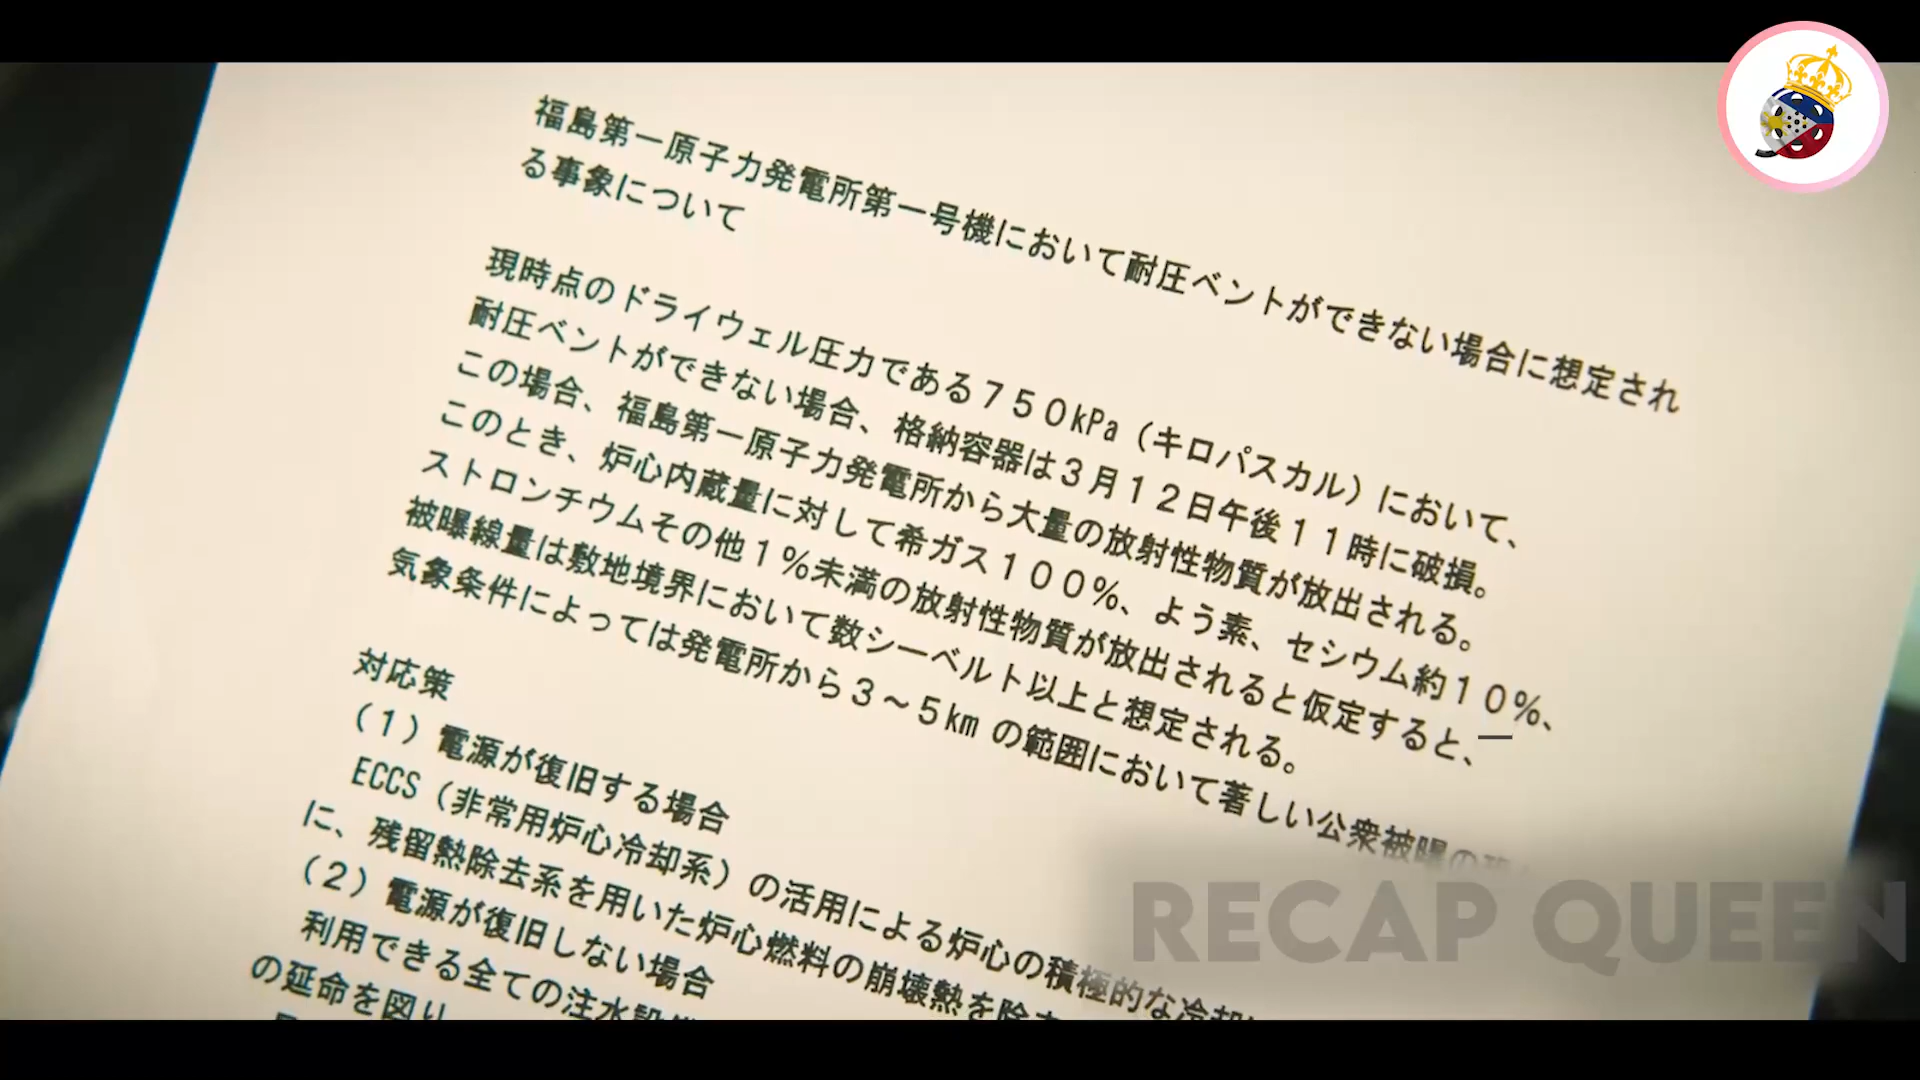 福島第一原子力発電所第一号機において耐圧ベントができない場合に想定され
る事象について
現時点のドライウェル圧力である７５０kPa（キロパスカル）において、
耐圧ベントができない場合、格納容器は３月１２日午後１１時に破損。
この場合、福島第一原子力発電所から大量の放射性物質が放出される。
このとき、炉心内蔵量に対して希ガス１００％、よう素、セシウム約１０％、
ストロンチウムその他１％未満の放射性物質が放出されると仮定すると、
被曝線量は敷地境界において数シーベルト以上と想定される。
気象条件によっては発電所から３～５km の範囲において著しい公衆被曝の
対応策
（１）電源が復旧する場合
ECCS（非常用炉心冷却系）の活用による炉心の積極的な冷却
に、残留熱除去系を用いた炉心燃料の崩壊熱を除去
（２）電源が復旧しない場合
利用できる全ての注水設備
の延命を図り
RECAP QUEEN